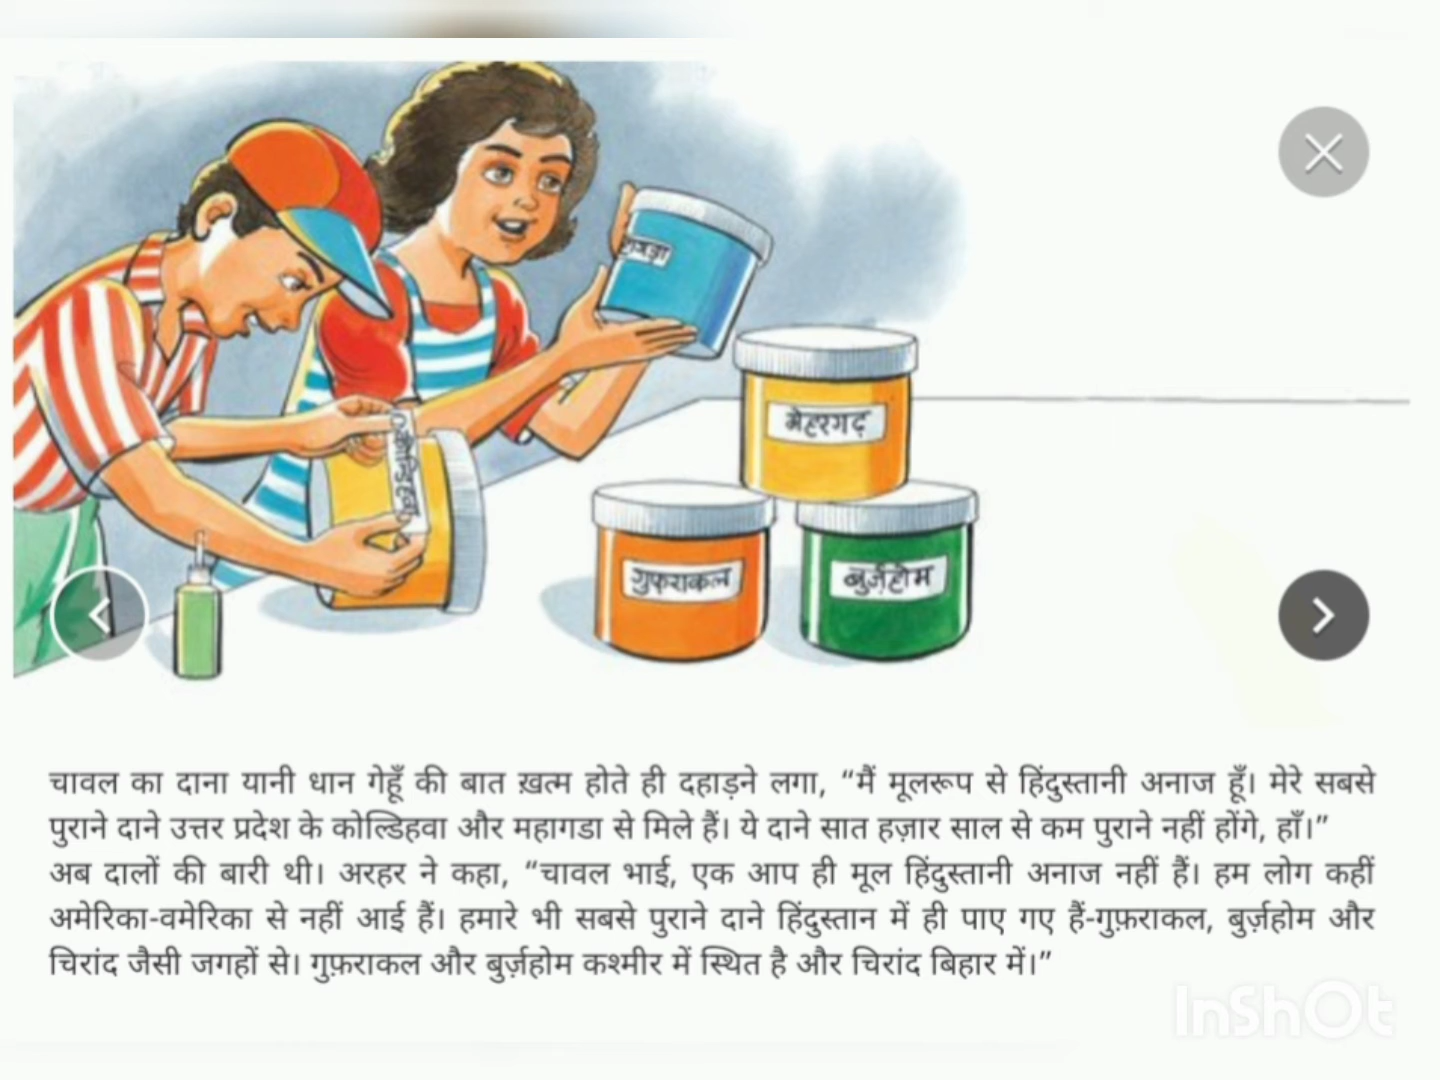 मेहरगढ़
गुफ़राकल
बुर्ज़होम
चावल का दाना यानी धान गेहूँ की बात ख़त्म होते ही दहाड़ने लगा, “मैं मूलरूप से हिंदुस्तानी अनाज हूँ। मेरे सबसे
पुराने दाने उत्तर प्रदेश के कोल्डिहवा और महागडा से मिले हैं। ये दाने सात हज़ार साल से कम पुराने नहीं होंगे, हाँ।”
अब दालों की बारी थी। अरहर ने कहा, “चावल भाई, एक आप ही मूल हिंदुस्तानी अनाज नहीं हैं। हम लोग कहीं
अमेरिका-वमेरिका से नहीं आई हैं। हमारे भी सबसे पुराने दाने हिंदुस्तान में ही पाए गए हैं-गुफ़राकल, बुर्ज़होम और
चिरांद जैसी जगहों से। गुफ़राकल और बुर्ज़होम कश्मीर में स्थित है और चिरांद बिहार में।”
InShOt